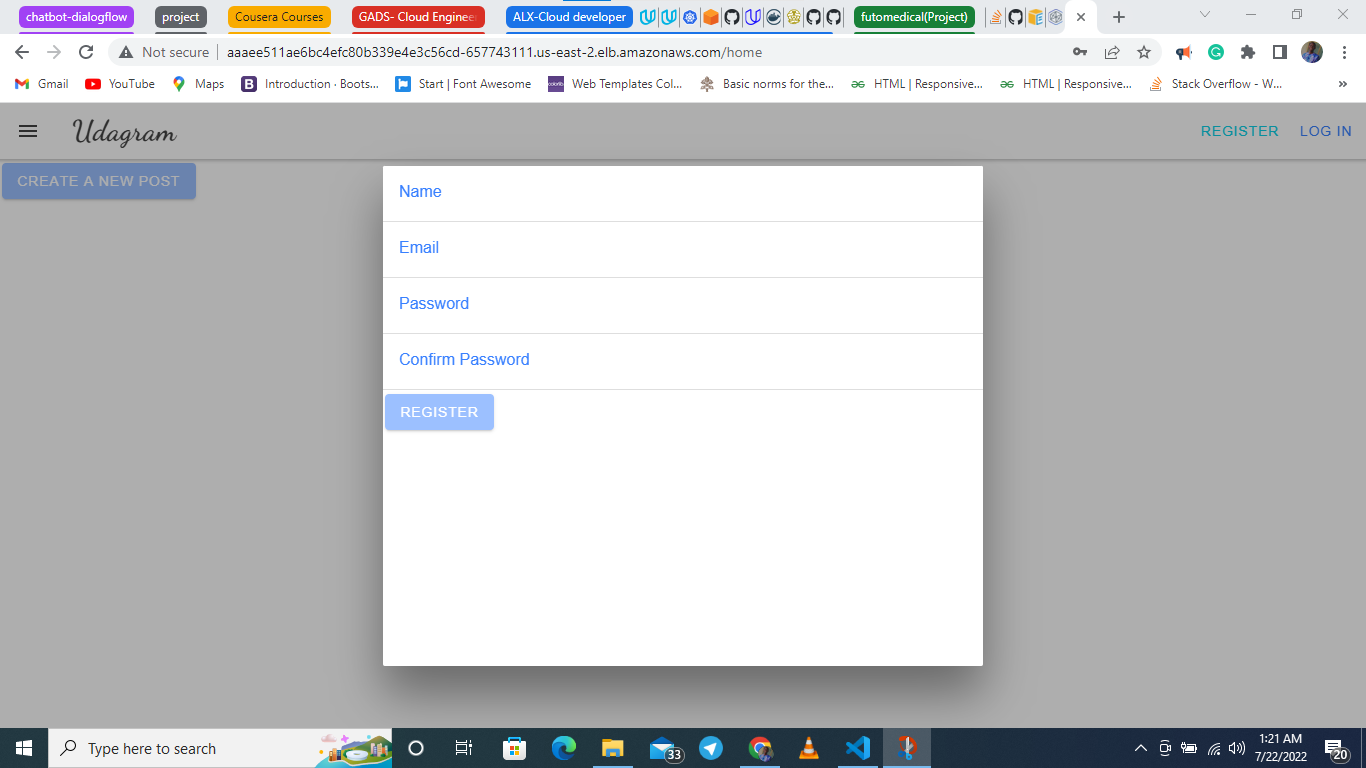 chatbot-dialogflow project Cousera Courses GADS- Cloud Enginee ALX-Cloud developer futomedical(Project)
Not secure aaaee511ae6bc4efc80b339e4e3c56cd-657743111.us-east-2.elb.amazonaws.com/home
Gmail YouTube Maps Introduction · Boots... Start | Font Awesome Web Templates Col... Basic norms for the... HTML | Responsive... HTML | Responsive... Stack Overflow - W... »
Udagram REGISTER LOG IN
CREATE A NEW POST
Name
Email
Password
Confirm Password
REGISTER
Type here to search
33
1:21 AM
7/22/2022
20